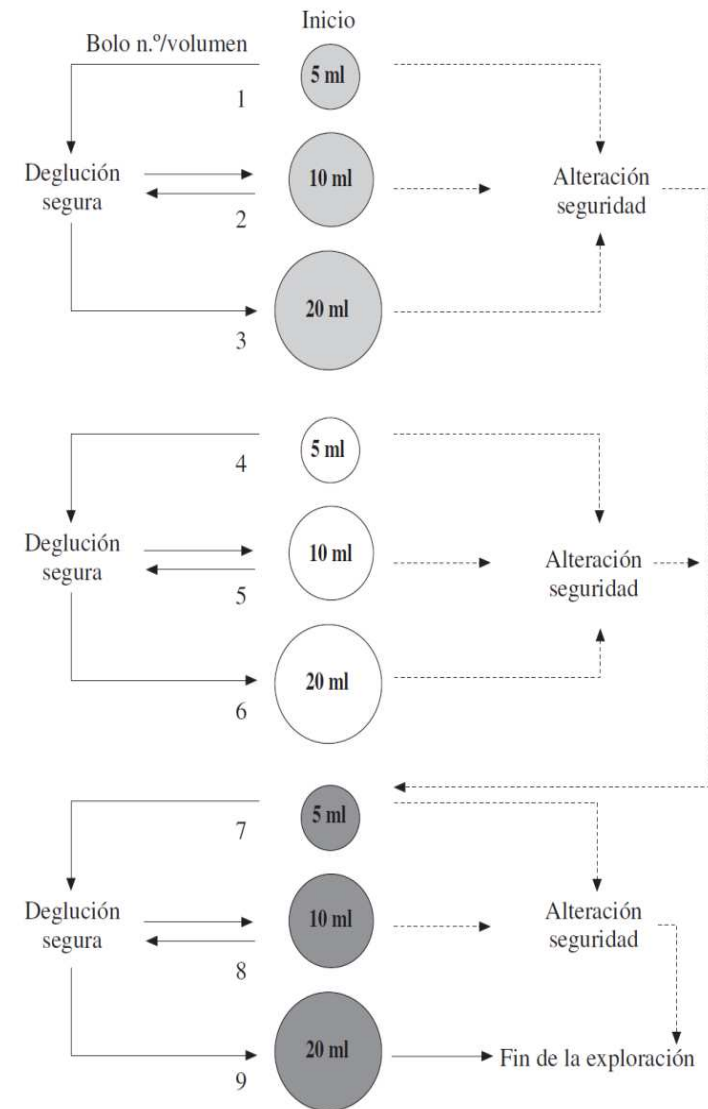 Inicio
Bolo n.º/volumen
5 ml
1
Deglución
segura
10 ml
Alteración
seguridad
2
20 ml
3
5 ml
4
Deglución
segura
10 ml
Alteración
seguridad
5
20 ml
6
5 ml
7
Deglución
segura
10 ml
Alteración
seguridad
8
20 ml
Fin de la exploración
9